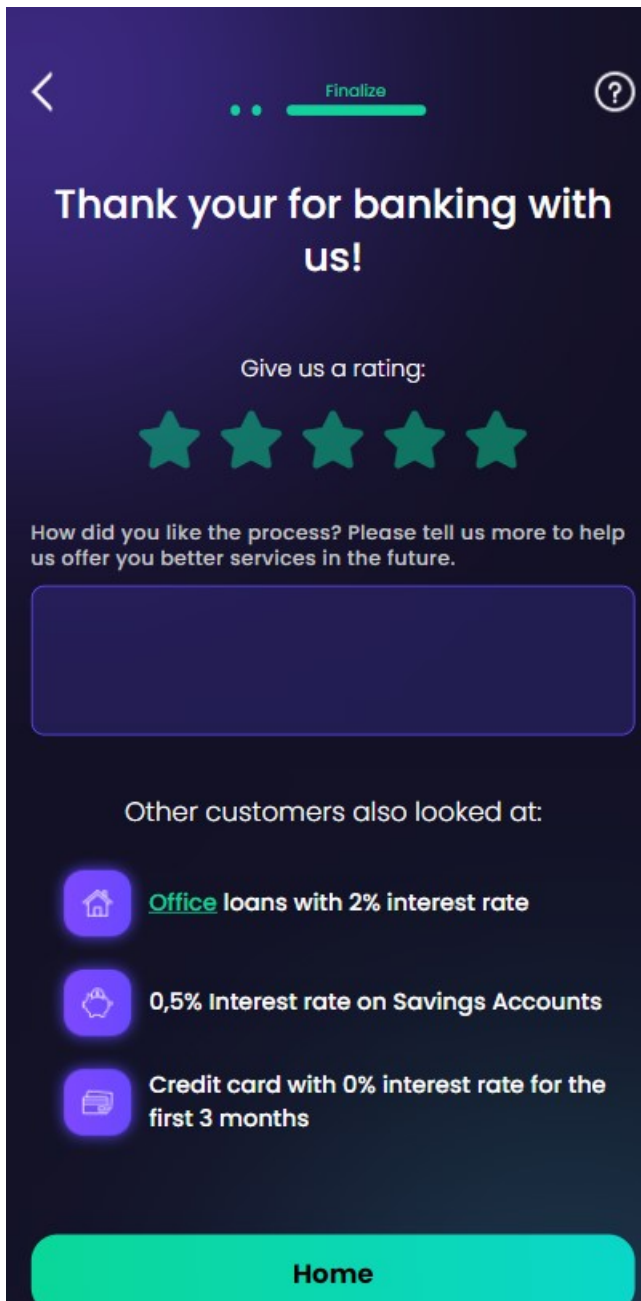 Finalize
?
Thank your for banking with
us!
Give us a rating:
How did you like the process? Please tell us more to help
us offer you better services in the future.
Other customers also looked at:
Office loans with 2% interest rate
0,5% Interest rate on Savings Accounts
Credit card with 0% interest rate for the
first 3 months
Home